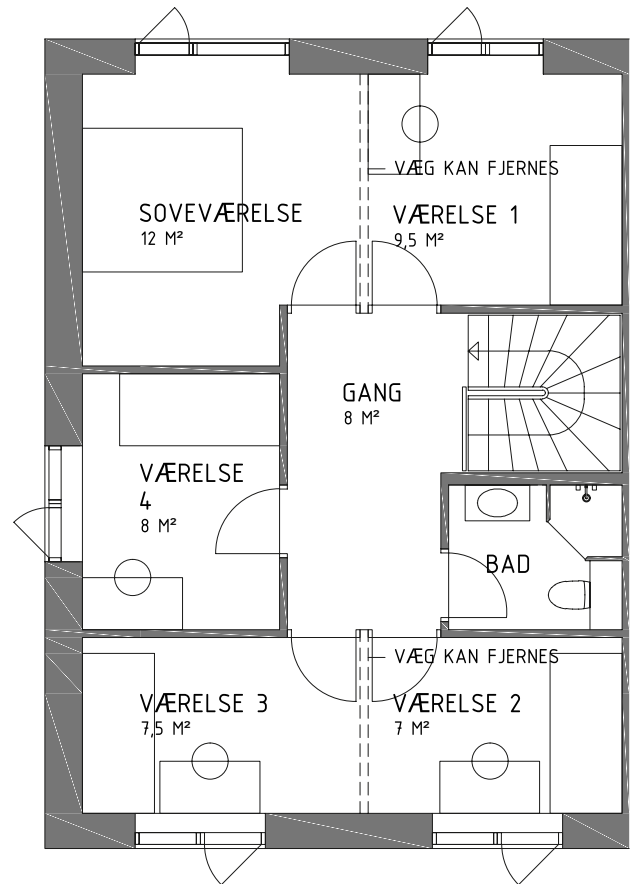 VÆG KAN FJERNES
SOVEVÆRELSE
12 M²
VÆRELSE 1
9,5 M²
GANG
8 M²
VÆRELSE
4
8 M²
BAD
VÆG KAN FJERNES
VÆRELSE 3
7,5 M²
VÆRELSE 2
7 M²